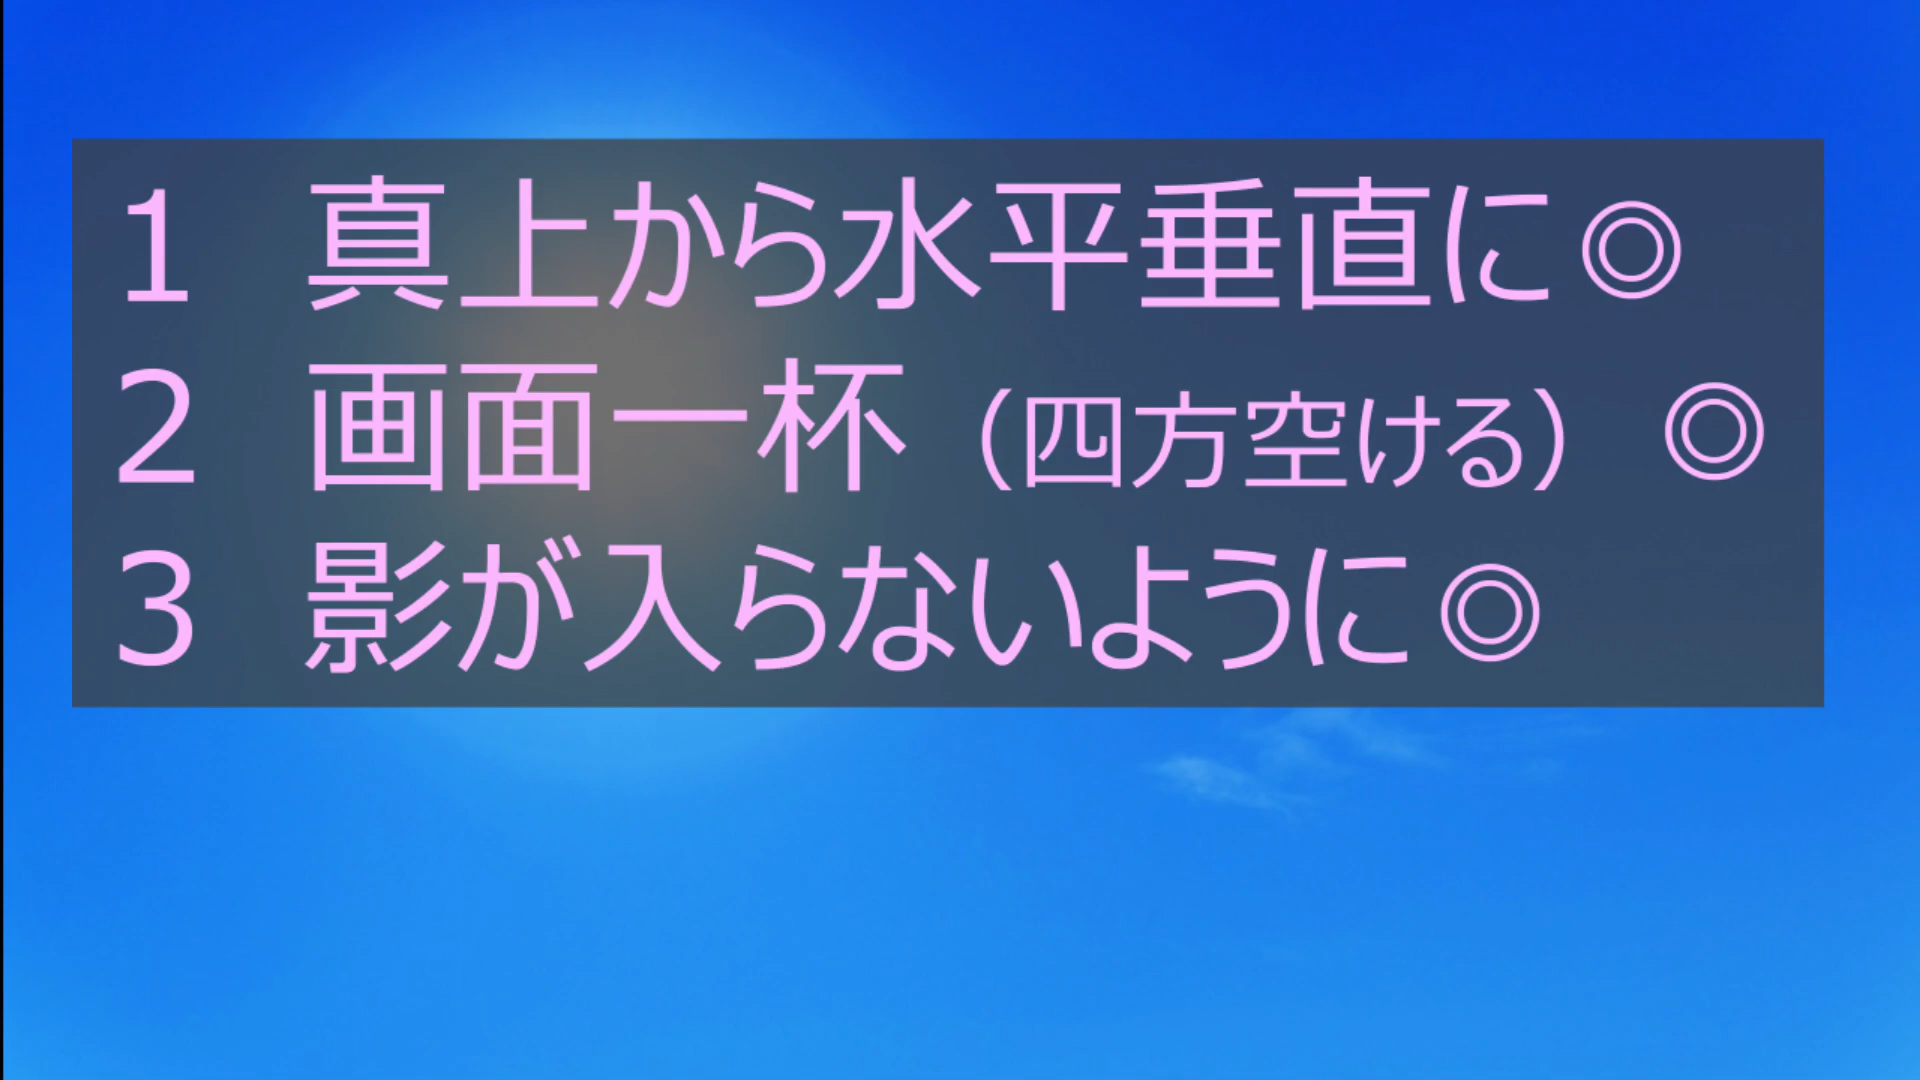 1 真上から水平垂直に◎
2 画面一杯（四方空ける） ◎
3 影が入らないように◎